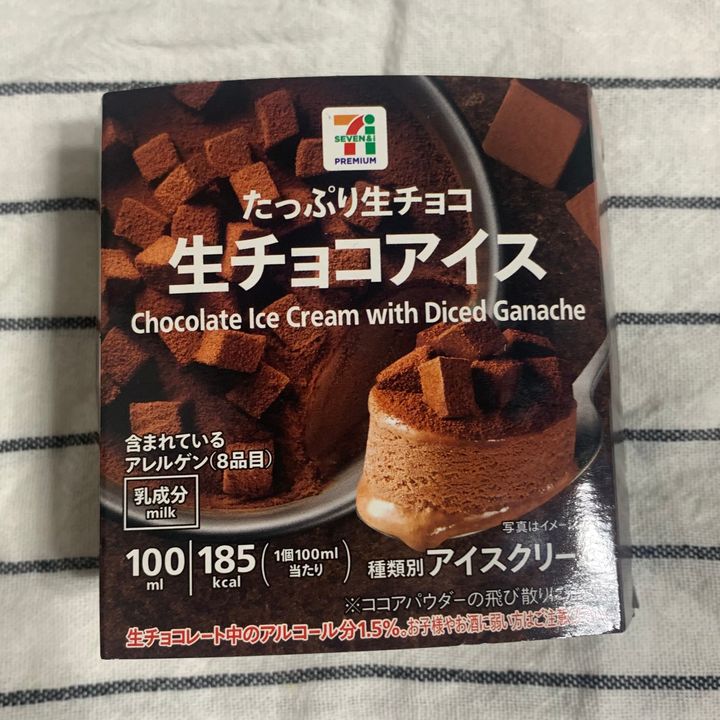 SEVEN&i
PREMIUM
たっぷり生チョコ
生チョコアイス
Chocolate Ice Cream with Diced Ganache
含まれている
アレルゲン(8品目)
乳成分
milk
写真はイメージ
100ml 185kcal (1個100ml当たり) 種類別 アイスクリー
※ココアパウダーの飛び散りに
生チョコレート中のアルコール分1.5%。お子様やお酒に弱い方はご注意